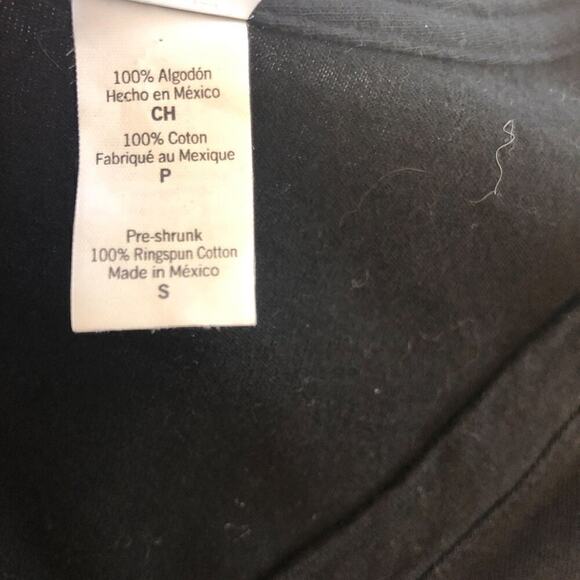 100% Algodón
Hecho en México
CH
100% Coton
Fabriqué au Mexique
P
Pre-shrunk
100% Ringspun Cotton
Made in México
S